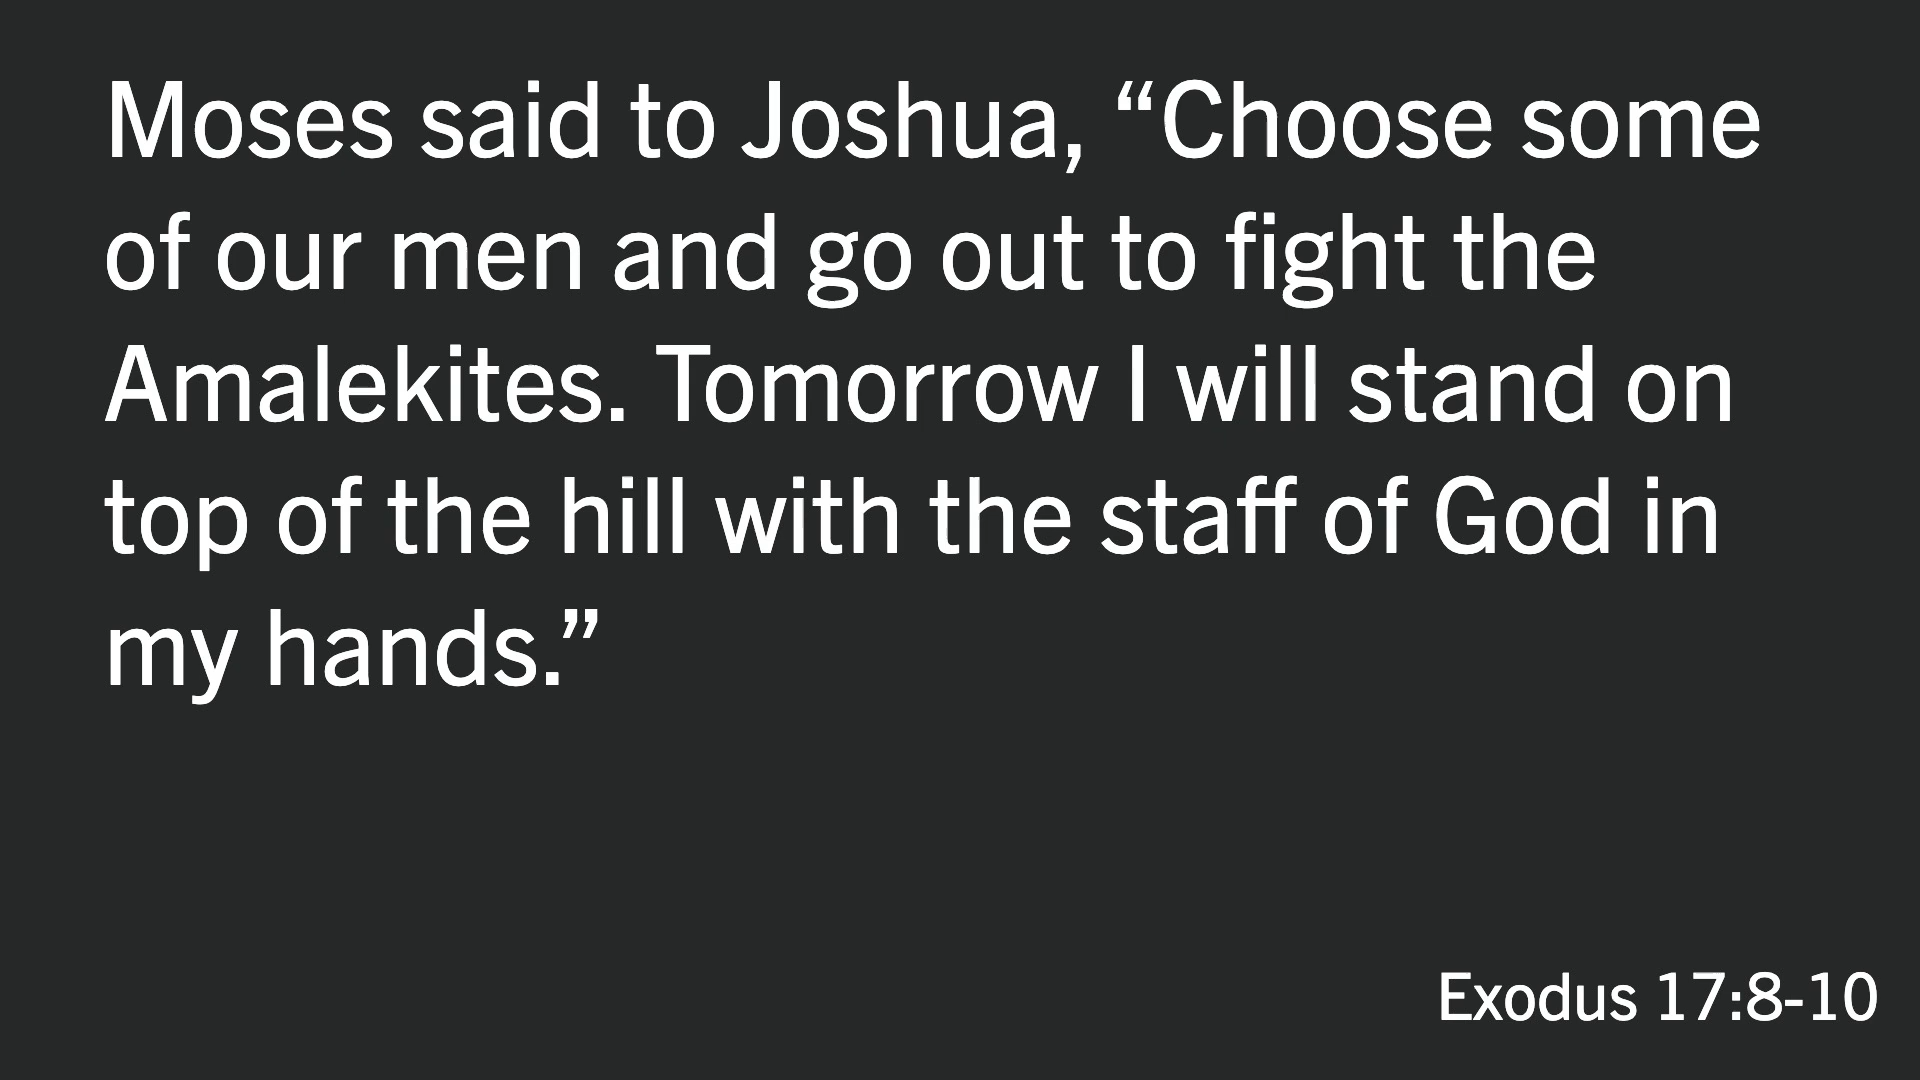 Moses said to Joshua, “Choose some
of our men and go out to fight the
Amalekites. Tomorrow I will stand on
top of the hill with the staff of God in
my hands.”
Exodus 17:8-10